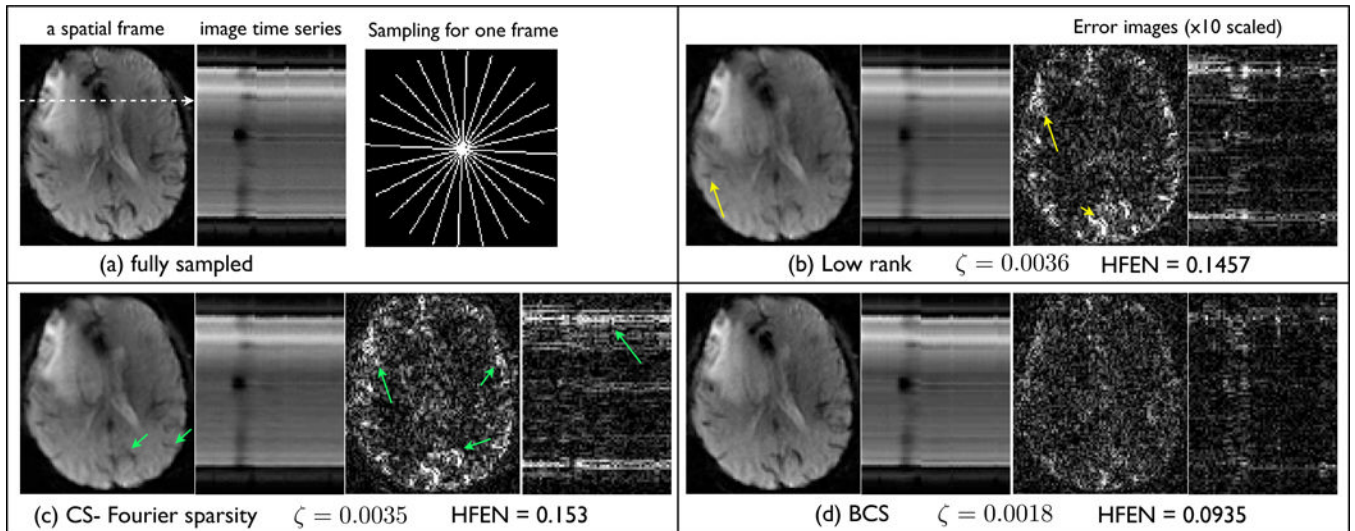 a spatial frame
image time series
Sampling for one frame
(a) fully sampled
Error images (x10 scaled)
(b) Low rank ζ = 0.0036 HFEN = 0.1457
(c) CS- Fourier sparsity ζ = 0.0035 HFEN = 0.153
(d) BCS ζ = 0.0018 HFEN = 0.0935